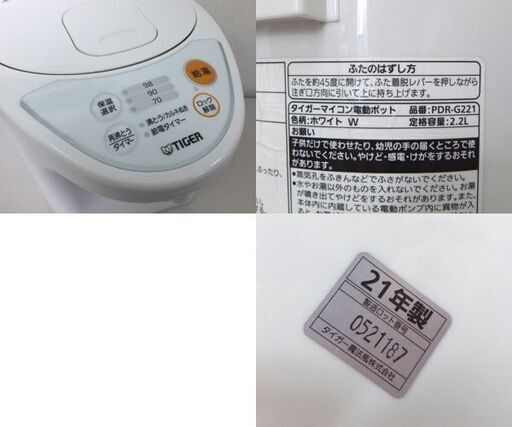 給湯
98
90
70
保温
選択
ロック
解除
沸とう/カルキぬき
節電タイマー
再沸とう
タイマー
TIGER
ふたのはずし方
ふたを約45度に開けて、ふた着脱レバーを押しながら
注ぎ口方向に引いて上に持ち上げます。
タイガーマイコン電動ポット 品番:PDR-G221
色柄:ホワイト W 定格容量:2.2L
お願い
子供だけで使わせたり、幼児の手の届くところで使
わないでください。やけど・感電・けがをするおそれ
があります。
●蒸気孔をふきんなどでふさがないでください。
●水やお湯以外のものを入れないでください。お湯
が噴き出てやけどをするおそれがあります。また、
本体内に内蔵している電動ポンプ内に異物が入
21年製
製造ロット番号
0521187
タイガー魔法瓶株式会社